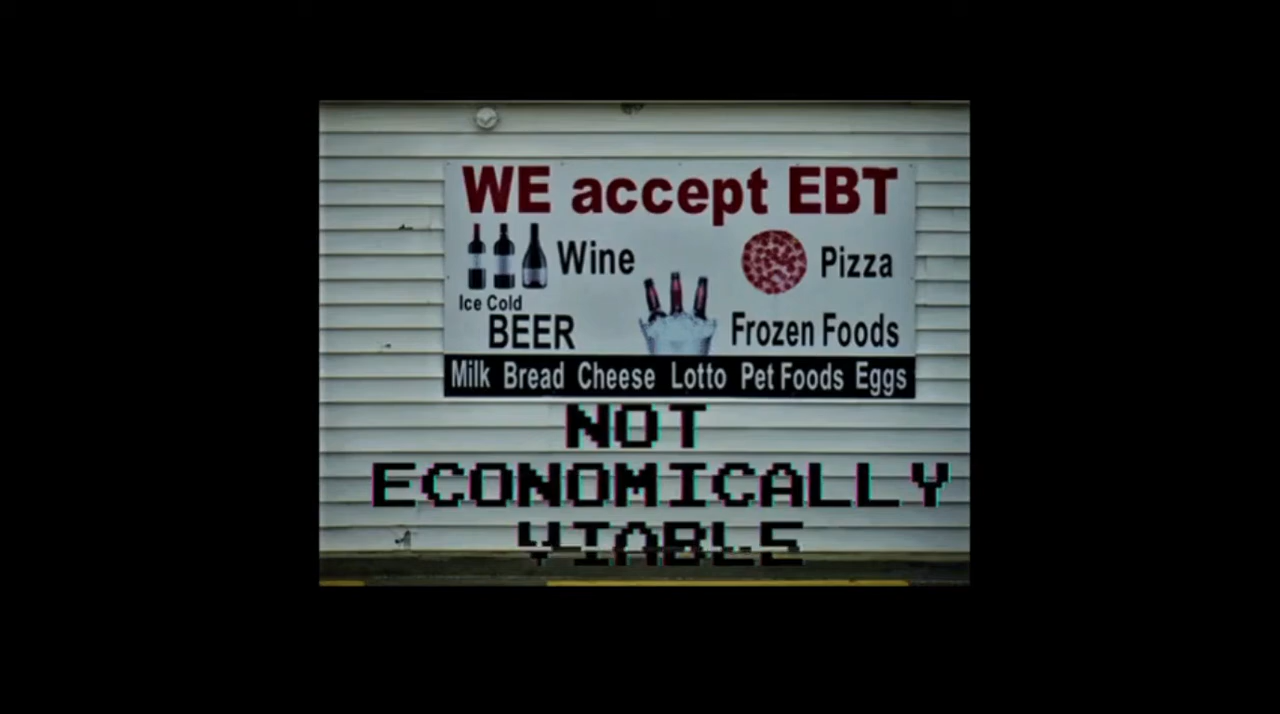 WE accept EBT
Wine
Pizza
Ice Cold
BEER
Frozen Foods
Milk Bread Cheese Lotto Pet Foods Eggs
NOT
ECONOMICALLY
VIABLE